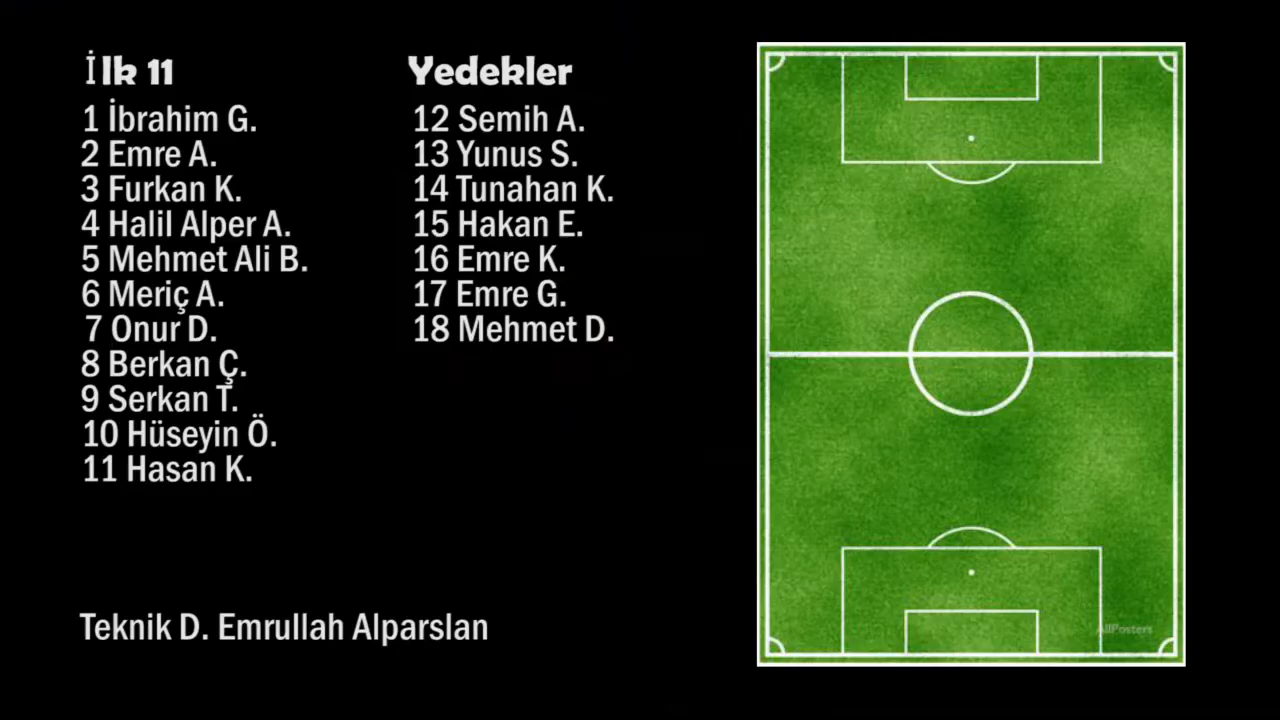 İlk 11
1 İbrahim G.
2 Emre A.
3 Furkan K.
4 Halil Alper A.
5 Mehmet Ali B.
6 Meriç A.
7 Onur D.
8 Berkan Ç.
9 Serkan T.
10 Hüseyin Ö.
11 Hasan K.
Yedekler
12 Semih A.
13 Yunus S.
14 Tunahan K.
15 Hakan E.
16 Emre K.
17 Emre G.
18 Mehmet D.
Teknik D. Emrullah Alparslan
AllPosters